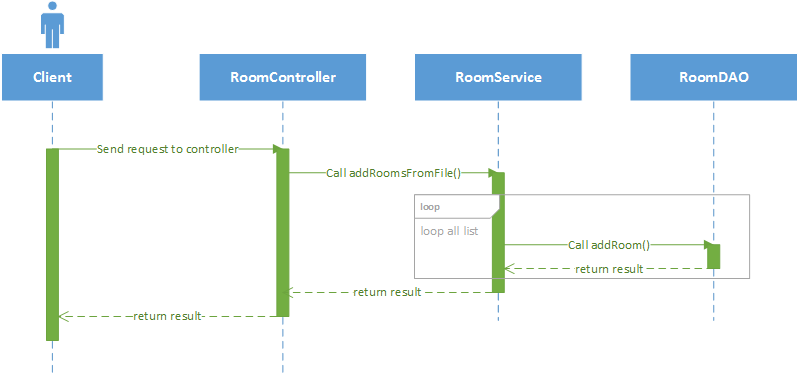 Client
RoomController
RoomService
RoomDAO
Send request to controller
Call addRoomsFromFile()
loop
loop all list
Call addRoom()
return result
return result
return result